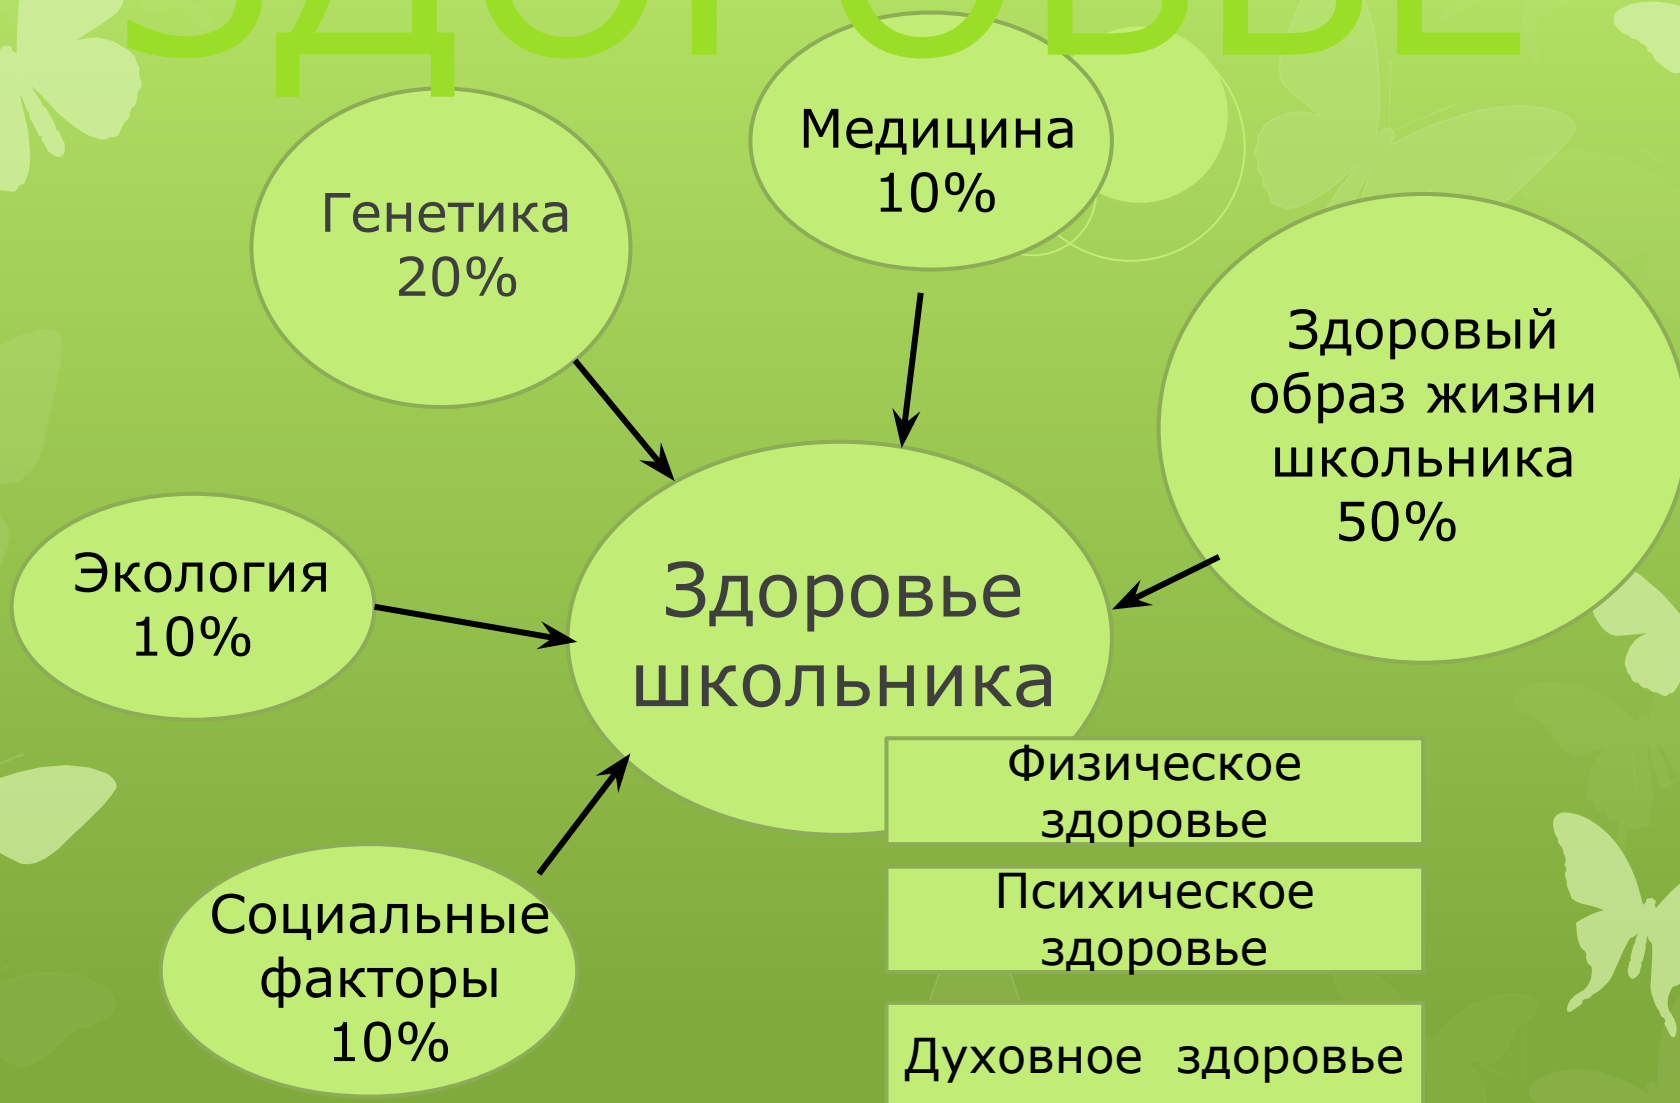 ЗДОРОВЬЕ
Медицина
10%
Генетика
20%
Здоровый
образ жизни
школьника
50%
Экология
10%
Здоровье
школьника
Социальные
факторы
10%
Физическое
здоровье
Психическое
здоровье
Духовное здоровье